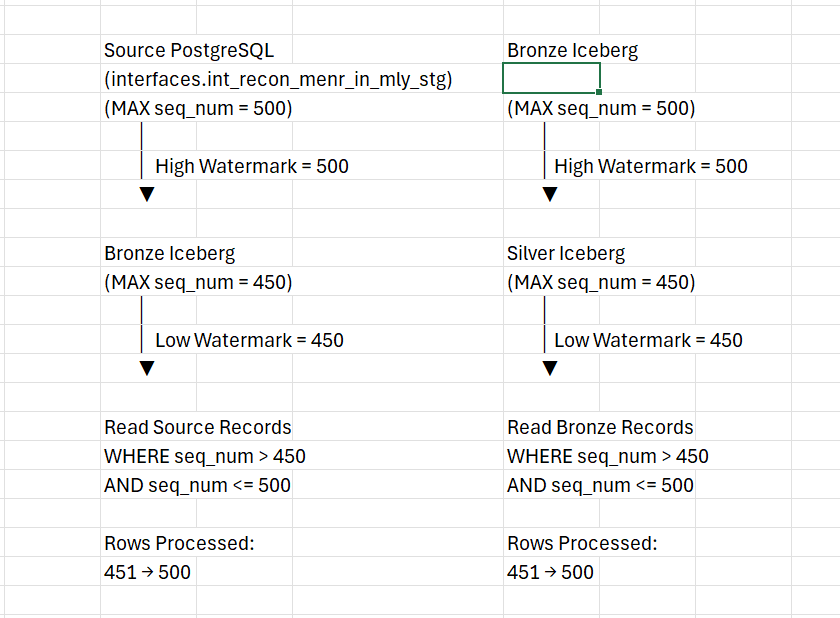 Source PostgreSQL
(interfaces.int_recon_menr_in_mly_stg)
(MAX seq_num = 500)
High Watermark = 500
▼
Bronze Iceberg
(MAX seq_num = 450)
Low Watermark = 450
▼
Read Source Records
WHERE seq_num > 450
AND seq_num <= 500
Rows Processed:
451 → 500
Bronze Iceberg
(MAX seq_num = 500)
High Watermark = 500
▼
Silver Iceberg
(MAX seq_num = 450)
Low Watermark = 450
▼
Read Bronze Records
WHERE seq_num > 450
AND seq_num <= 500
Rows Processed:
451 → 500